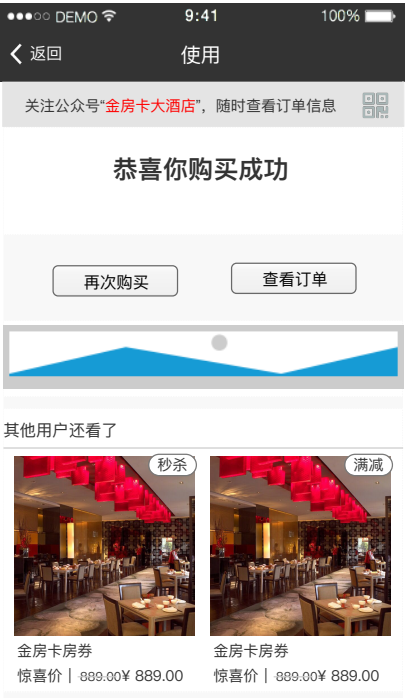 DEMO 9:41 100%
返回 使用
关注公众号“金房卡大酒店”，随时查看订单信息
恭喜你购买成功
再次购买 查看订单
其他用户还看了
秒杀 满减
金房卡房券 金房卡房券
惊喜价 | 889.00¥ 889.00 惊喜价 | 889.00¥ 889.00